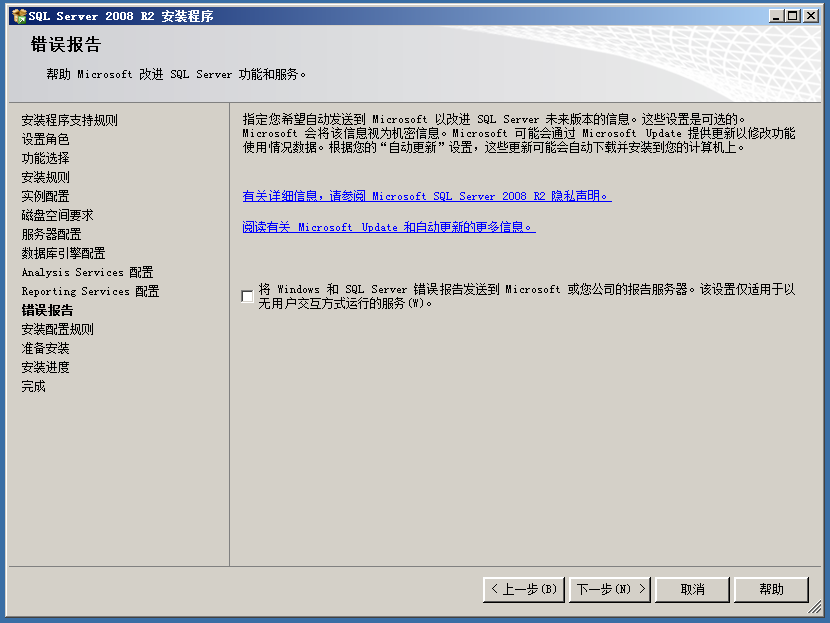 SQL Server 2008 R2 安装程序
错误报告
帮助 Microsoft 改进 SQL Server 功能和服务。
安装程序支持规则
设置角色
功能选择
安装规则
实例配置
磁盘空间要求
服务器配置
数据库引擎配置
Analysis Services 配置
Reporting Services 配置
错误报告
安装配置规则
准备安装
安装进度
完成
指定您希望自动发送到 Microsoft 以改进 SQL Server 未来版本的信息。这些设置是可选的。
Microsoft 会将该信息视为机密信息。Microsoft 可能会通过 Microsoft Update 提供更新以修改功能
使用情况数据。根据您的“自动更新”设置，这些更新可能会自动下载并安装到您的计算机上。
有关详细信息，请参阅 Microsoft SQL Server 2008 R2 隐私声明。
阅读有关 Microsoft Update 和自动更新的更多信息。
将 Windows 和 SQL Server 错误报告发送到 Microsoft 或您公司的报告服务器。该设置仅适用于以
无用户交互方式运行的服务(W)。
< 上一步(B)
下一步(N) >
取消
帮助